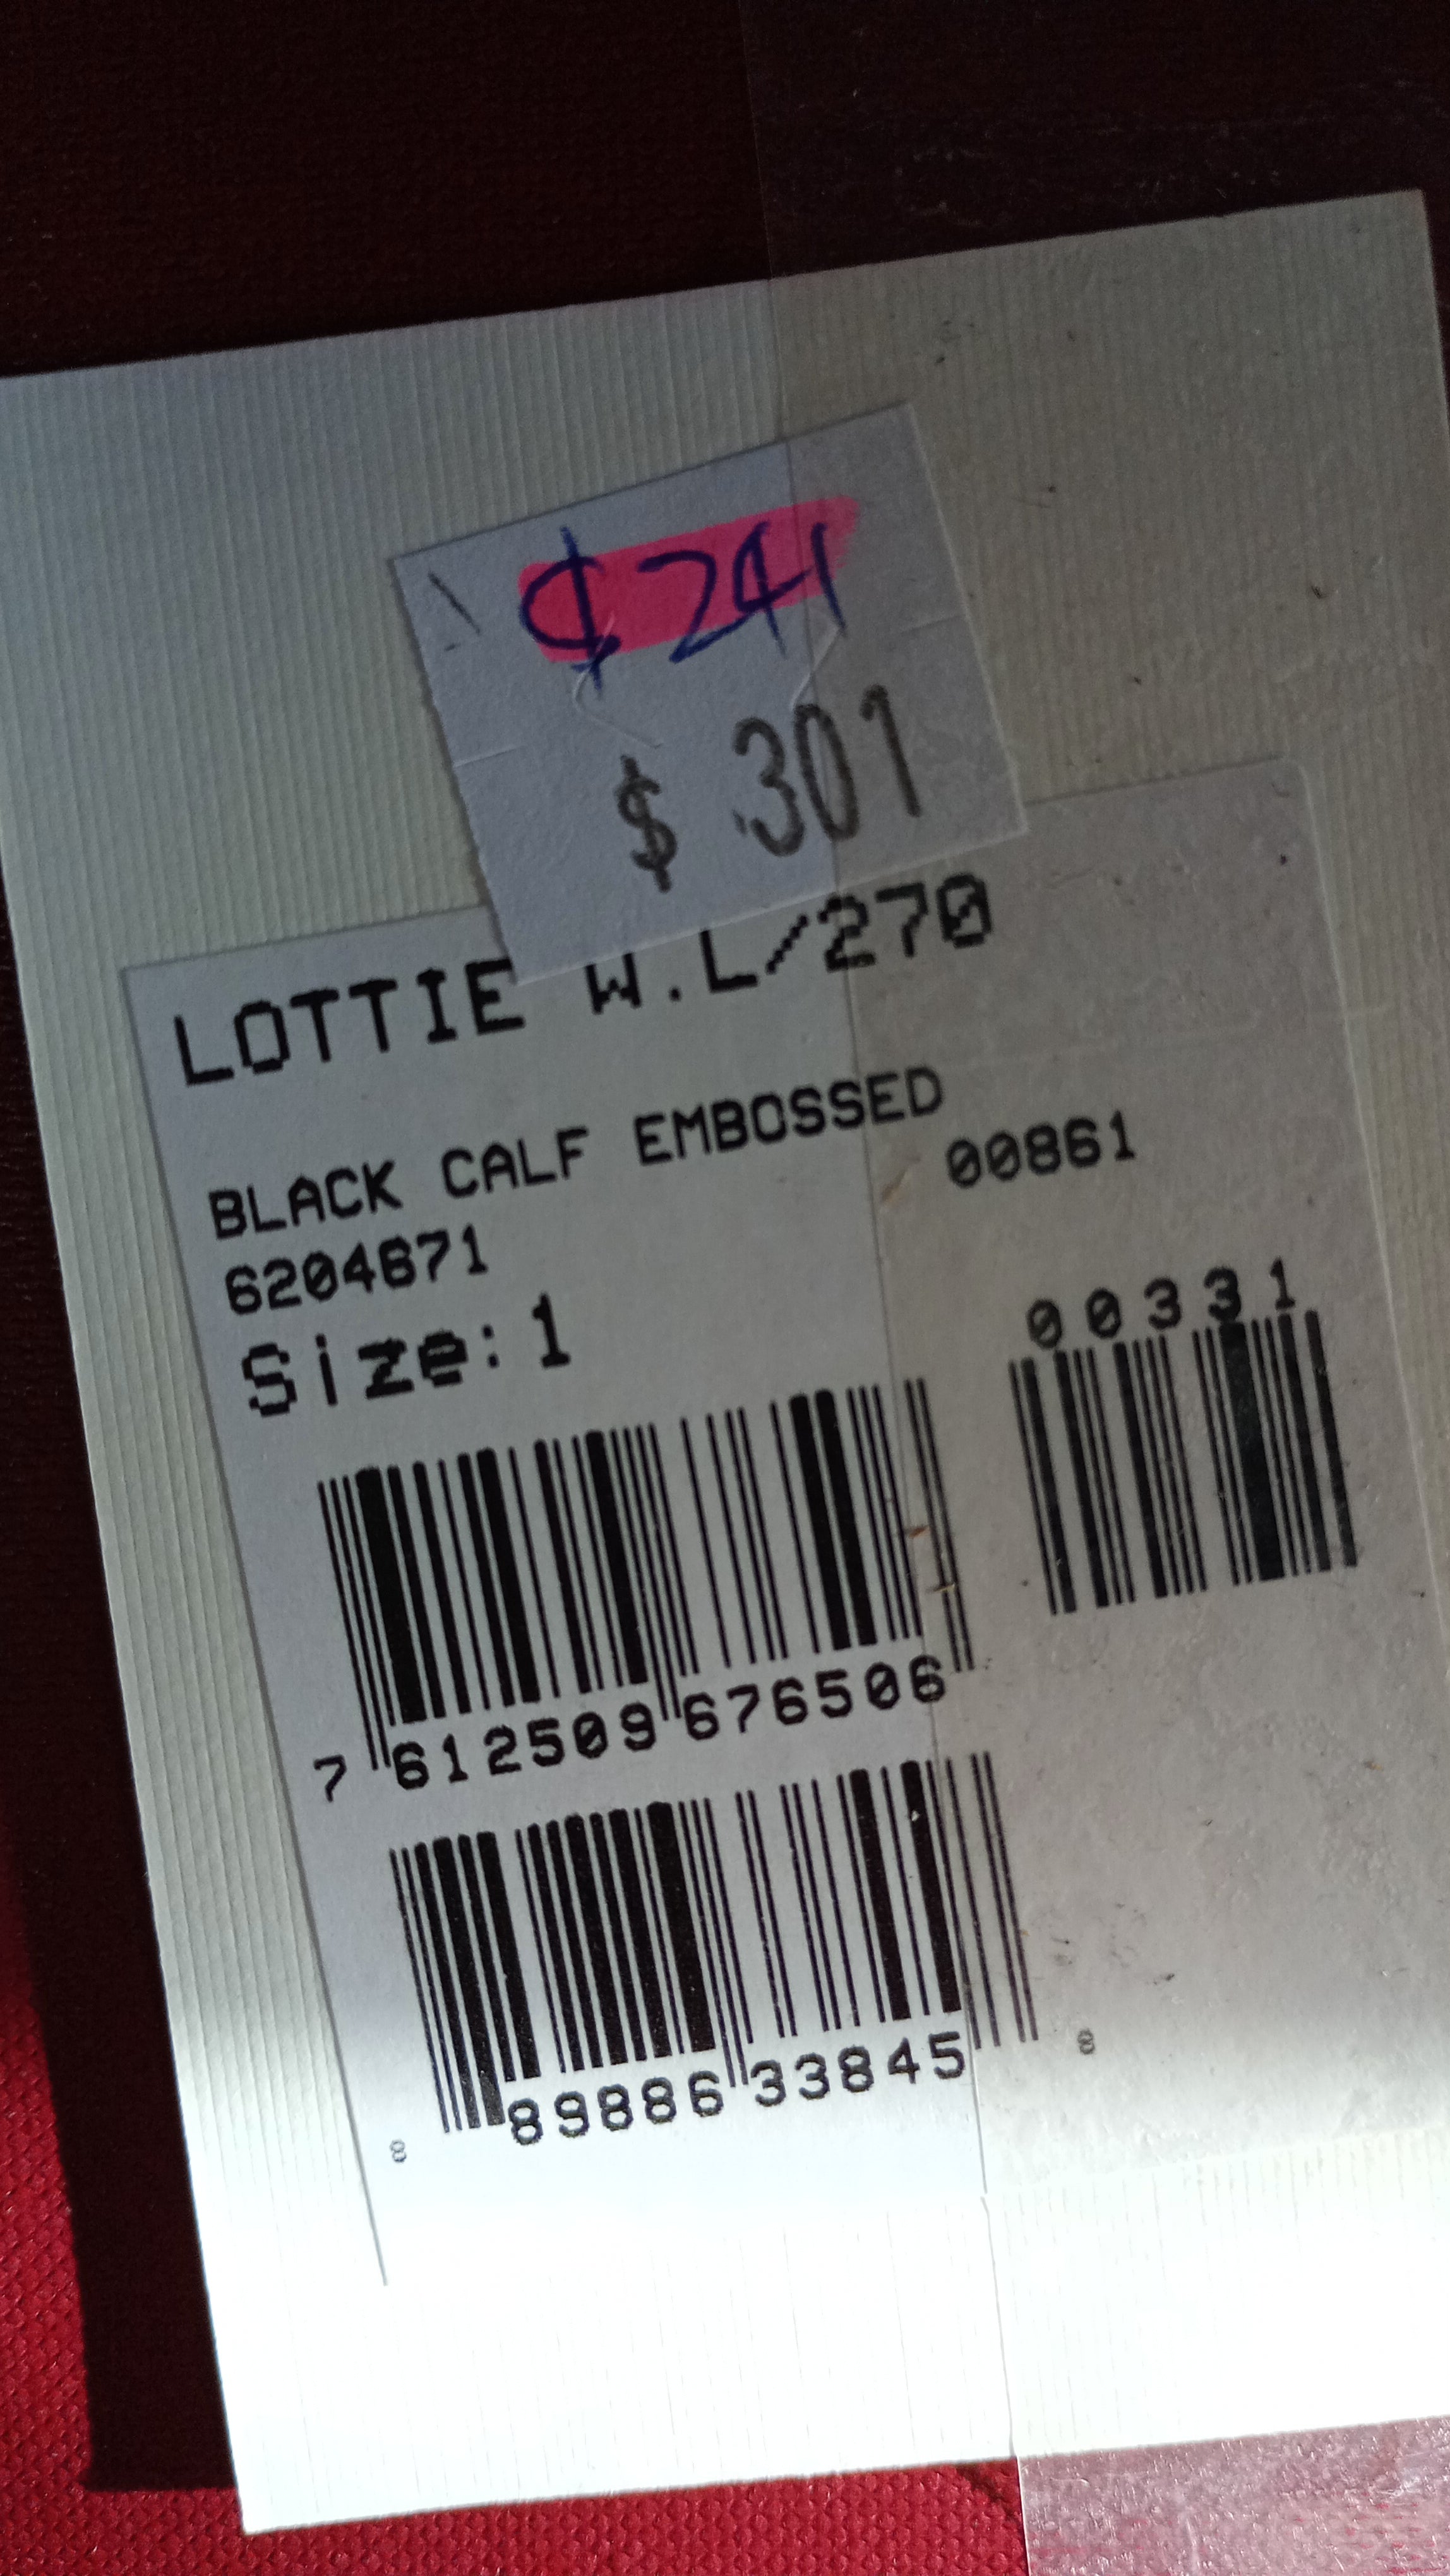 $241
$ 301
LOTTIE W.L/270
BLACK CALF EMBOSSED
6204671 00861
Size:1
00331
7 612509 676506
8 89886 33845 8